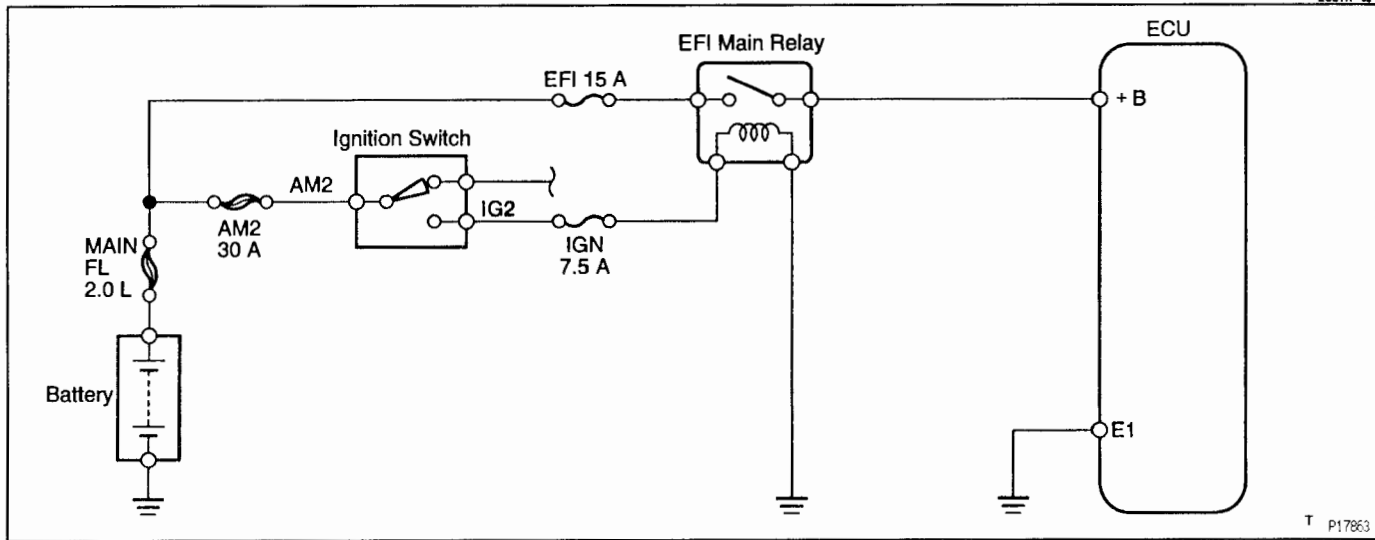 EFI Main Relay
ECU
EFI 15 A
+ B
Ignition Switch
AM2
IG2
AM2
30 A
IGN
7.5 A
MAIN
FL
2.0 L
Battery
E1
T P17863